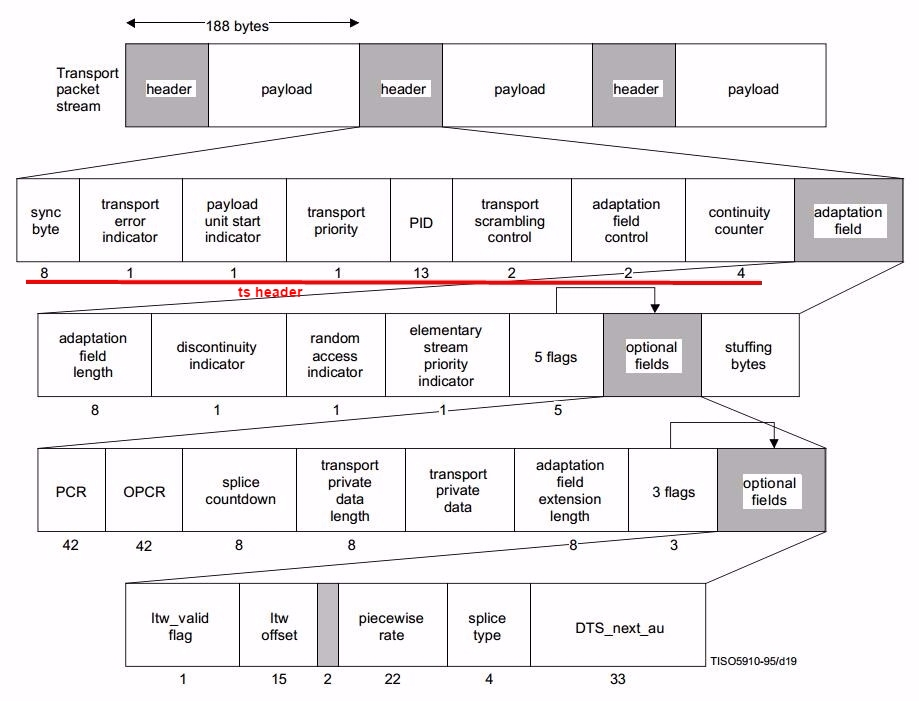 188 bytes
Transport
packet
stream
header
payload
header
payload
header
payload
sync
byte
transport
error
indicator
payload
unit start
indicator
transport
priority
PID
transport
scrambling
control
adaptation
field
control
continuity
counter
adaptation
field
8 1 1 1 13 2 2 4
ts header
adaptation
field
length
discontinuity
indicator
random
access
indicator
elementary
stream
priority
indicator
5 flags
optional
fields
stuffing
bytes
8 1 1 1 5
PCR
OPCR
splice
countdown
transport
private
data
length
transport
private
data
adaptation
field
extension
length
3 flags
optional
fields
42 42 8 8 8 3
ltw_valid
flag
ltw
offset
piecewise
rate
splice
type
DTS_next_au
TISO5910-95/d19
1 15 2 22 4 33